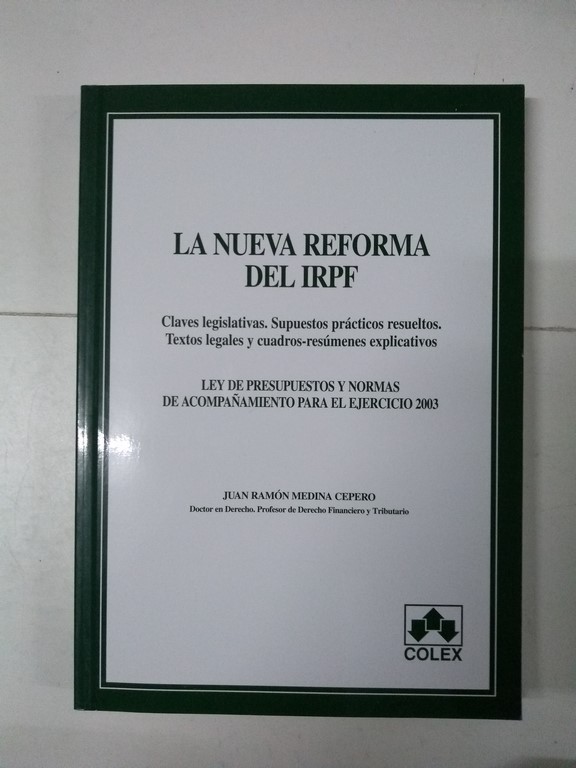 LA NUEVA REFORMA
DEL IRPF
Claves legislativas. Supuestos prácticos resueltos.
Textos legales y cuadros-resúmenes explicativos
LEY DE PRESUPUESTOS Y NORMAS
DE ACOMPAÑAMIENTO PARA EL EJERCICIO 2003
JUAN RAMÓN MEDINA CEPERO
Doctor en Derecho. Profesor de Derecho Financiero y Tributario
COLEX